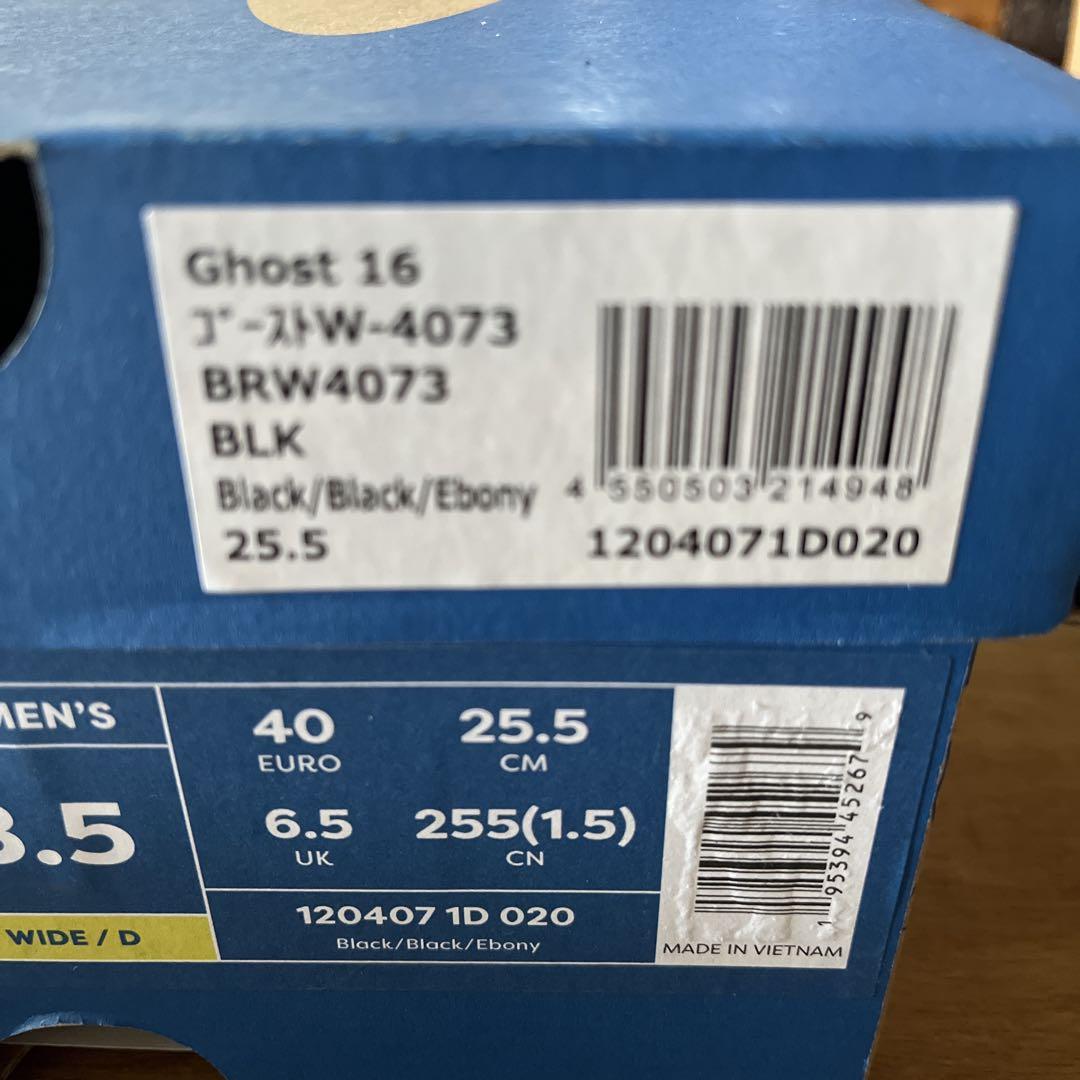 Ghost 16
ｺﾞｰｽﾄW-4073
BRW4073
BLK
Black/Black/Ebony
25.5
4 550503 214948
1204071D020
MEN'S
8.5
WIDE / D
40
EURO
25.5
CM
6.5
UK
255(1.5)
CN
120407 1D 020
Black/Black/Ebony
1 95394 45267 9
MADE IN VIETNAM